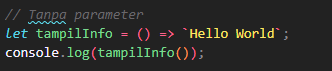 // Tanpa parameter
let tampilInfo = () => `Hello World`;
console.log(tampilInfo());